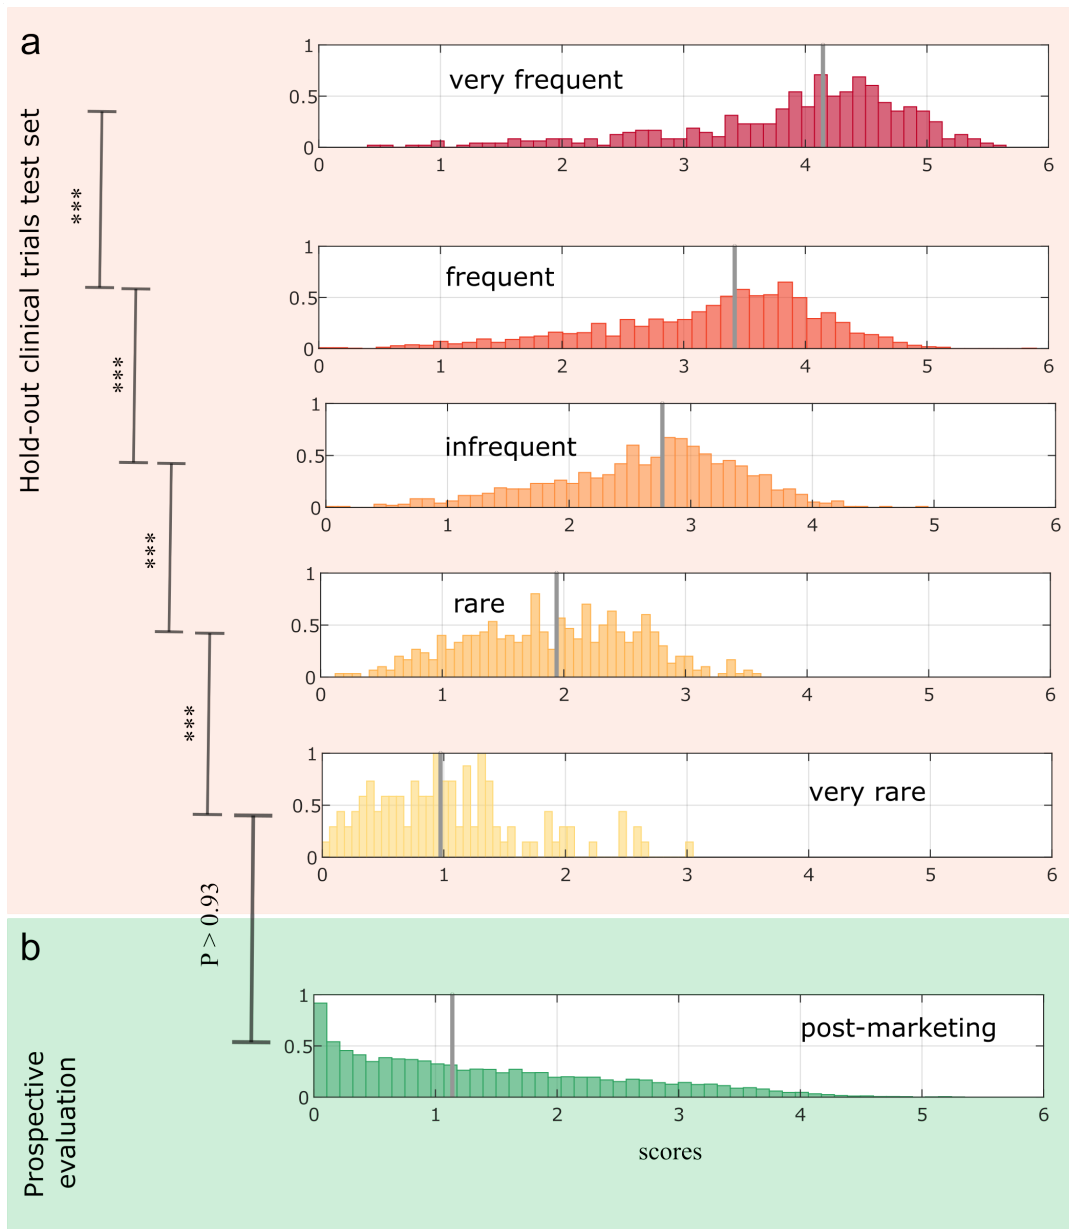 a
Hold-out clinical trials test set
***
***
***
***
P > 0.93
1
0.5
0
very frequent
0 1 2 3 4 5 6
1
0.5
0
frequent
0 1 2 3 4 5 6
1
0.5
0
infrequent
0 1 2 3 4 5 6
1
0.5
0
rare
0 1 2 3 4 5 6
1
0.5
0
very rare
0 1 2 3 4 5 6
b
Prospective
evaluation
1
0.5
0
post-marketing
0 1 2 3 4 5 6
scores